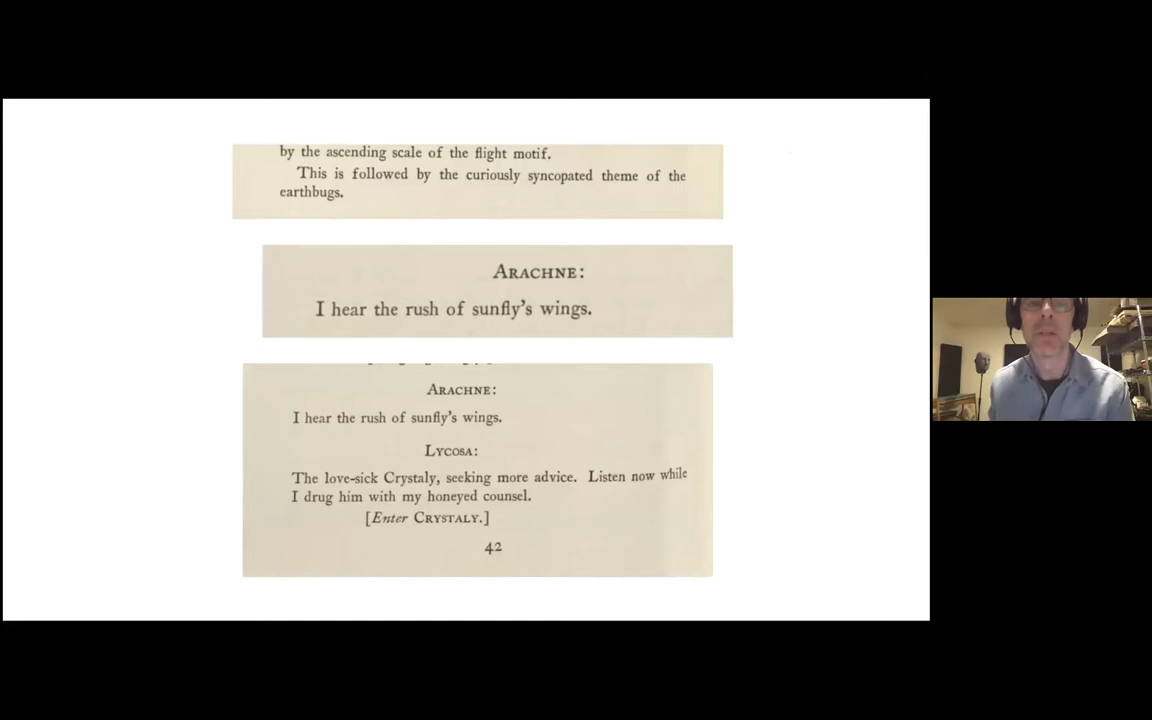 by the ascending scale of the flight motif.
This is followed by the curiously syncopated theme of the
earthbugs.
ARACHNE:
I hear the rush of sunfly's wings.
ARACHNE:
I hear the rush of sunfly's wings.
LYCOSA:
The love-sick Crystaly, seeking more advice. Listen now while
I drug him with my honeyed counsel.
[Enter CRYSTALY.]
42